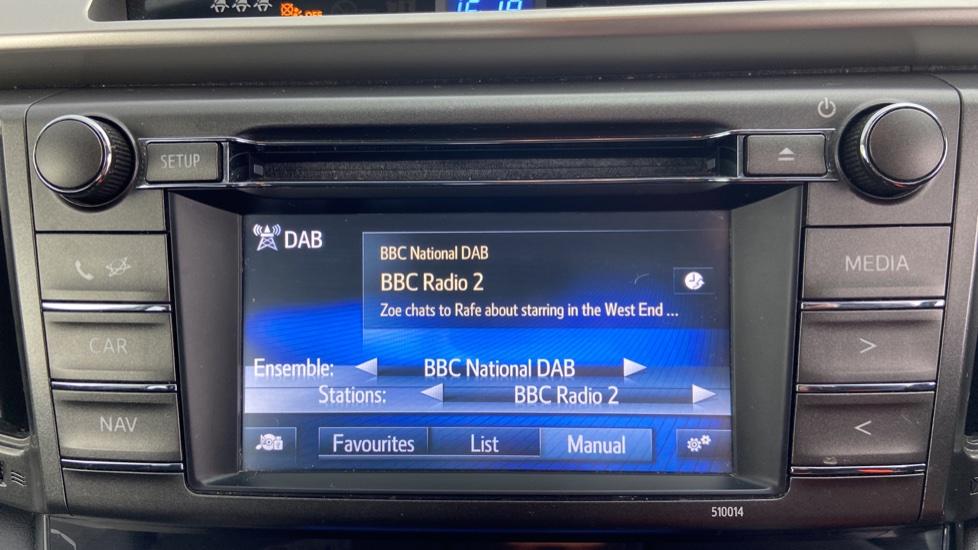 OFF
SETUP
DAB
BBC National DAB
BBC Radio 2
Zoe chats to Rafe about starring in the West End ...
MEDIA
CAR
>
Ensemble: BBC National DAB
Stations: BBC Radio 2
NAV
<
Favourites List Manual
510014